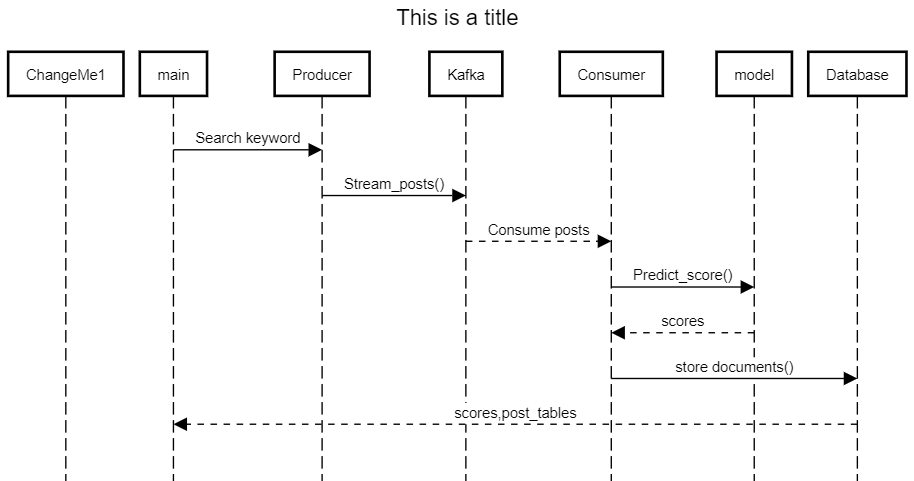 This is a title
ChangeMe1
main
Producer
Kafka
Consumer
model
Database
Search keyword
Stream_posts()
Consume posts
Predict_score()
scores
store documents()
scores,post_tables